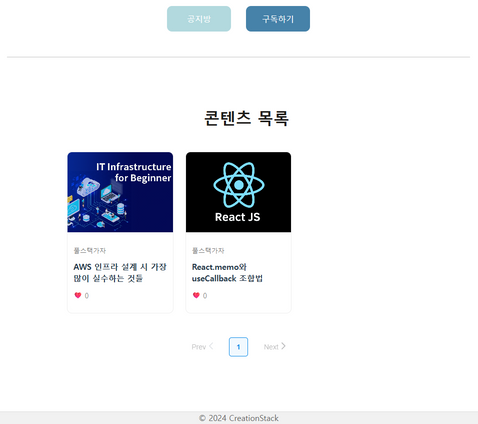 공지방
구독하기
콘텐츠 목록
IT Infrastructure
for Beginner
React JS
풀스택가자
AWS 인프라 설계 시 가장
많이 실수하는 것들
0
풀스택가자
React.memo와
useCallback 조합법
0
Prev
1
Next
© 2024 CreationStack